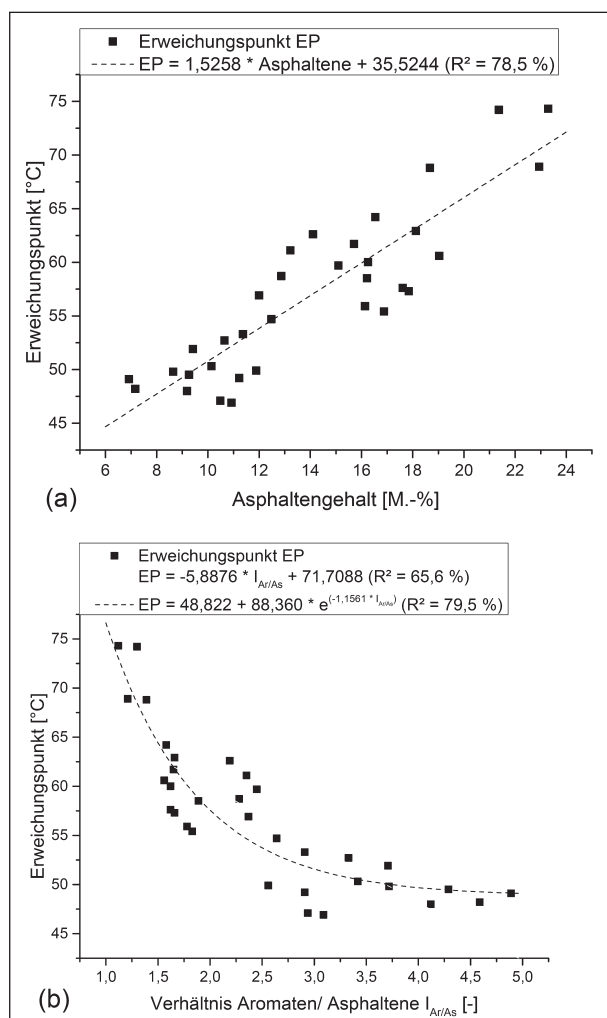 Erweichungspunkt EP
EP = 1,5258 * Asphaltene + 35,5244 (R² = 78,5 %)
75
70
65
60
55
50
45
Erweichungspunkt [°C]
6 8 10 12 14 16 18 20 22 24
(a)
Asphaltengehalt [M.-%]
Erweichungspunkt EP
EP = -5,8876 * I_Ar/As + 71,7088 (R² = 65,6 %)
EP = 48,822 + 88,360 * e^(-1,1561 * I_Ar/As) (R² = 79,5 %)
75
70
65
60
55
50
45
Erweichungspunkt [°C]
1,0 1,5 2,0 2,5 3,0 3,5 4,0 4,5 5,0
(b)
Verhältnis Aromaten/ Asphaltene I_Ar/As [-]